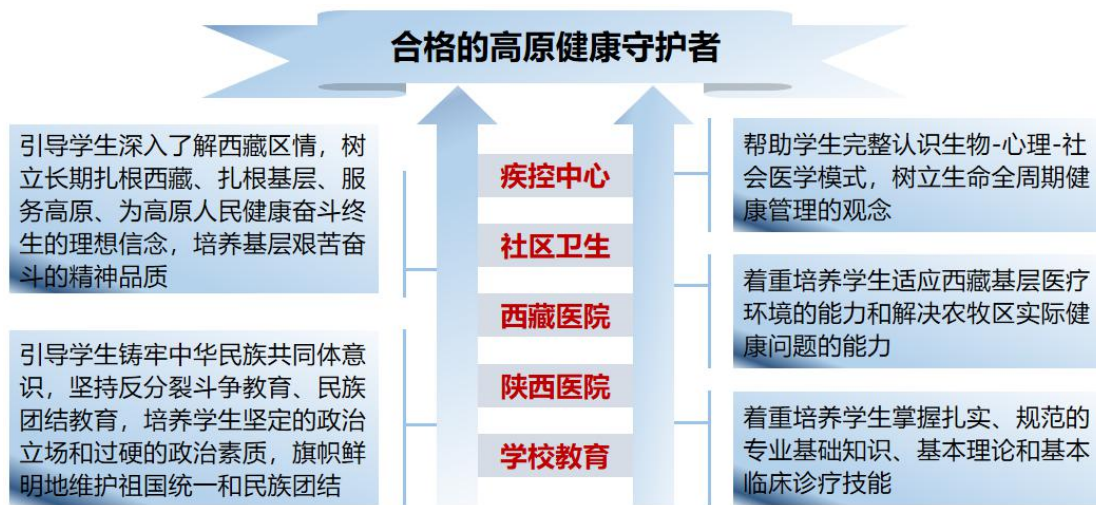 合格的高原健康守护者
引导学生深入了解西藏区情，树
立长期扎根西藏、扎根基层、服
务高原、为高原人民健康奋斗终
生的理想信念，培养基层艰苦奋
斗的精神品质
引导学生铸牢中华民族共同体意
识，坚持反分裂斗争教育、民族
团结教育，培养学生坚定的政治
立场和过硬的政治素质，旗帜鲜
明地维护祖国统一和民族团结
疾控中心
社区卫生
西藏医院
陕西医院
学校教育
帮助学生完整认识生物-心理-社
会医学模式，树立生命全周期健
康管理的观念
着重培养学生适应西藏基层医疗
环境的能力和解决农牧区实际健
康问题的能力
着重培养学生掌握扎实、规范的
专业基础知识、基本理论和基本
临床诊疗技能